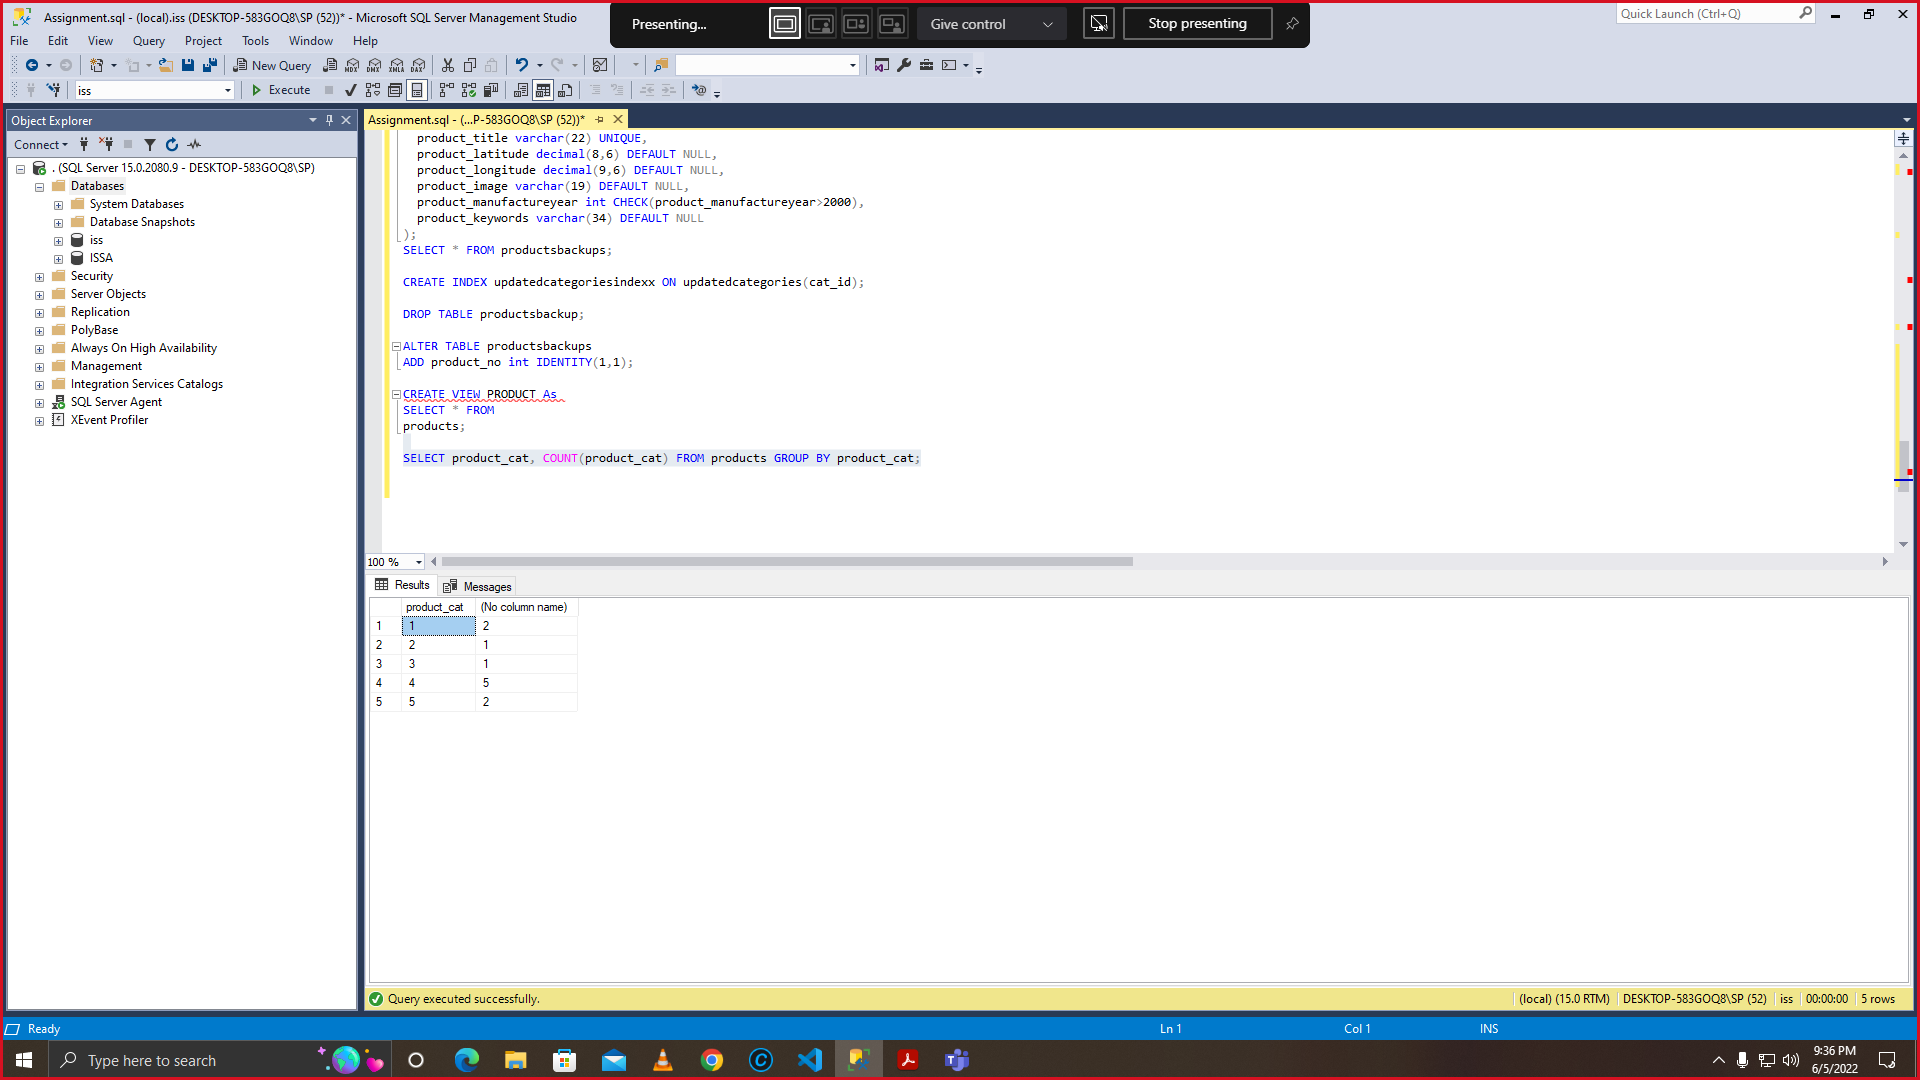 Assignment.sql - (local).iss (DESKTOP-583GOQ8\SP (52))* - Microsoft SQL Server Management Studio
Presenting...
Give control
Stop presenting
Quick Launch (Ctrl+Q)
File Edit View Query Project Tools Window Help
New Query
MDX DMX XMLA DAX
iss
Execute
Object Explorer
Assignment.sql - (...P-583GOQ8\SP (52))*
Connect
. (SQL Server 15.0.2080.9 - DESKTOP-583GOQ8\SP)
Databases
System Databases
Database Snapshots
iss
ISSA
Security
Server Objects
Replication
PolyBase
Always On High Availability
Management
Integration Services Catalogs
SQL Server Agent
XEvent Profiler
product_title varchar(22) UNIQUE,
product_latitude decimal(8,6) DEFAULT NULL,
product_longitude decimal(9,6) DEFAULT NULL,
product_image varchar(19) DEFAULT NULL,
product_manufactureyear int CHECK(product_manufactureyear>2000),
product_keywords varchar(34) DEFAULT NULL
);
SELECT * FROM productsbackups;
CREATE INDEX updatedcategoriesindexx ON updatedcategories(cat_id);
DROP TABLE productsbackup;
ALTER TABLE productsbackups
ADD product_no int IDENTITY(1,1);
CREATE VIEW PRODUCT As
SELECT * FROM
products;
SELECT product_cat, COUNT(product_cat) FROM products GROUP BY product_cat;
100 %
Results Messages
product_cat (No column name)
1 1 2
2 2 1
3 3 1
4 4 5
5 5 2
Query executed successfully.
(local) (15.0 RTM) DESKTOP-583GOQ8\SP (52) iss 00:00:00 5 rows
Ready
Ln 1 Col 1 INS
Type here to search
9:36 PM
6/5/2022